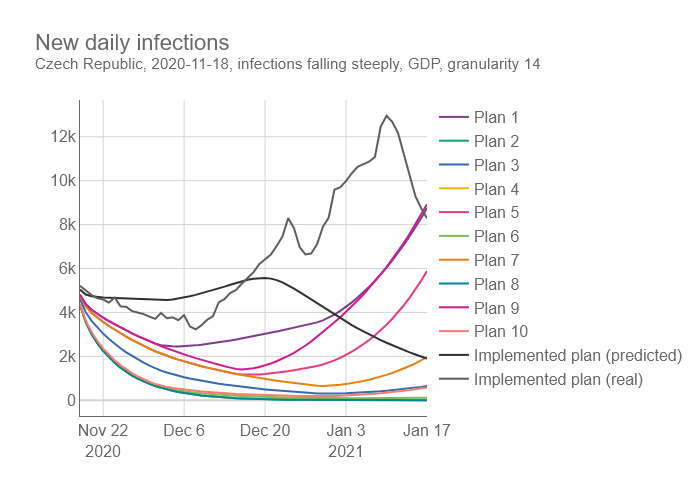 New daily infections
Czech Republic, 2020-11-18, infections falling steeply, GDP, granularity 14
12k
10k
8k
6k
4k
2k
0
Nov 22
2020
Dec 6
Dec 20
Jan 3
2021
Jan 17
Plan 1
Plan 2
Plan 3
Plan 4
Plan 5
Plan 6
Plan 7
Plan 8
Plan 9
Plan 10
Implemented plan (predicted)
Implemented plan (real)